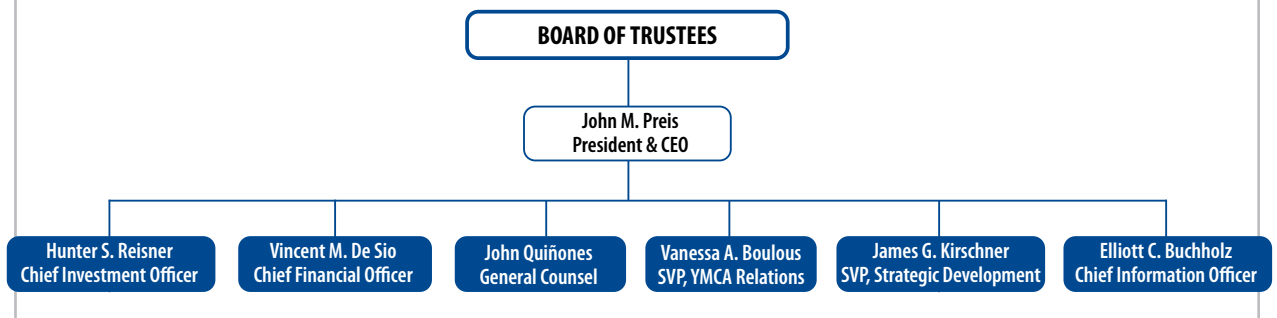 BOARD OF TRUSTEES
John M. Preis
President & CEO
Hunter S. Reisner
Chief Investment Officer
Vincent M. De Sio
Chief Financial Officer
John Quiñones
General Counsel
Vanessa A. Boulous
SVP, YMCA Relations
James G. Kirschner
SVP, Strategic Development
Elliott C. Buchholz
Chief Information Officer